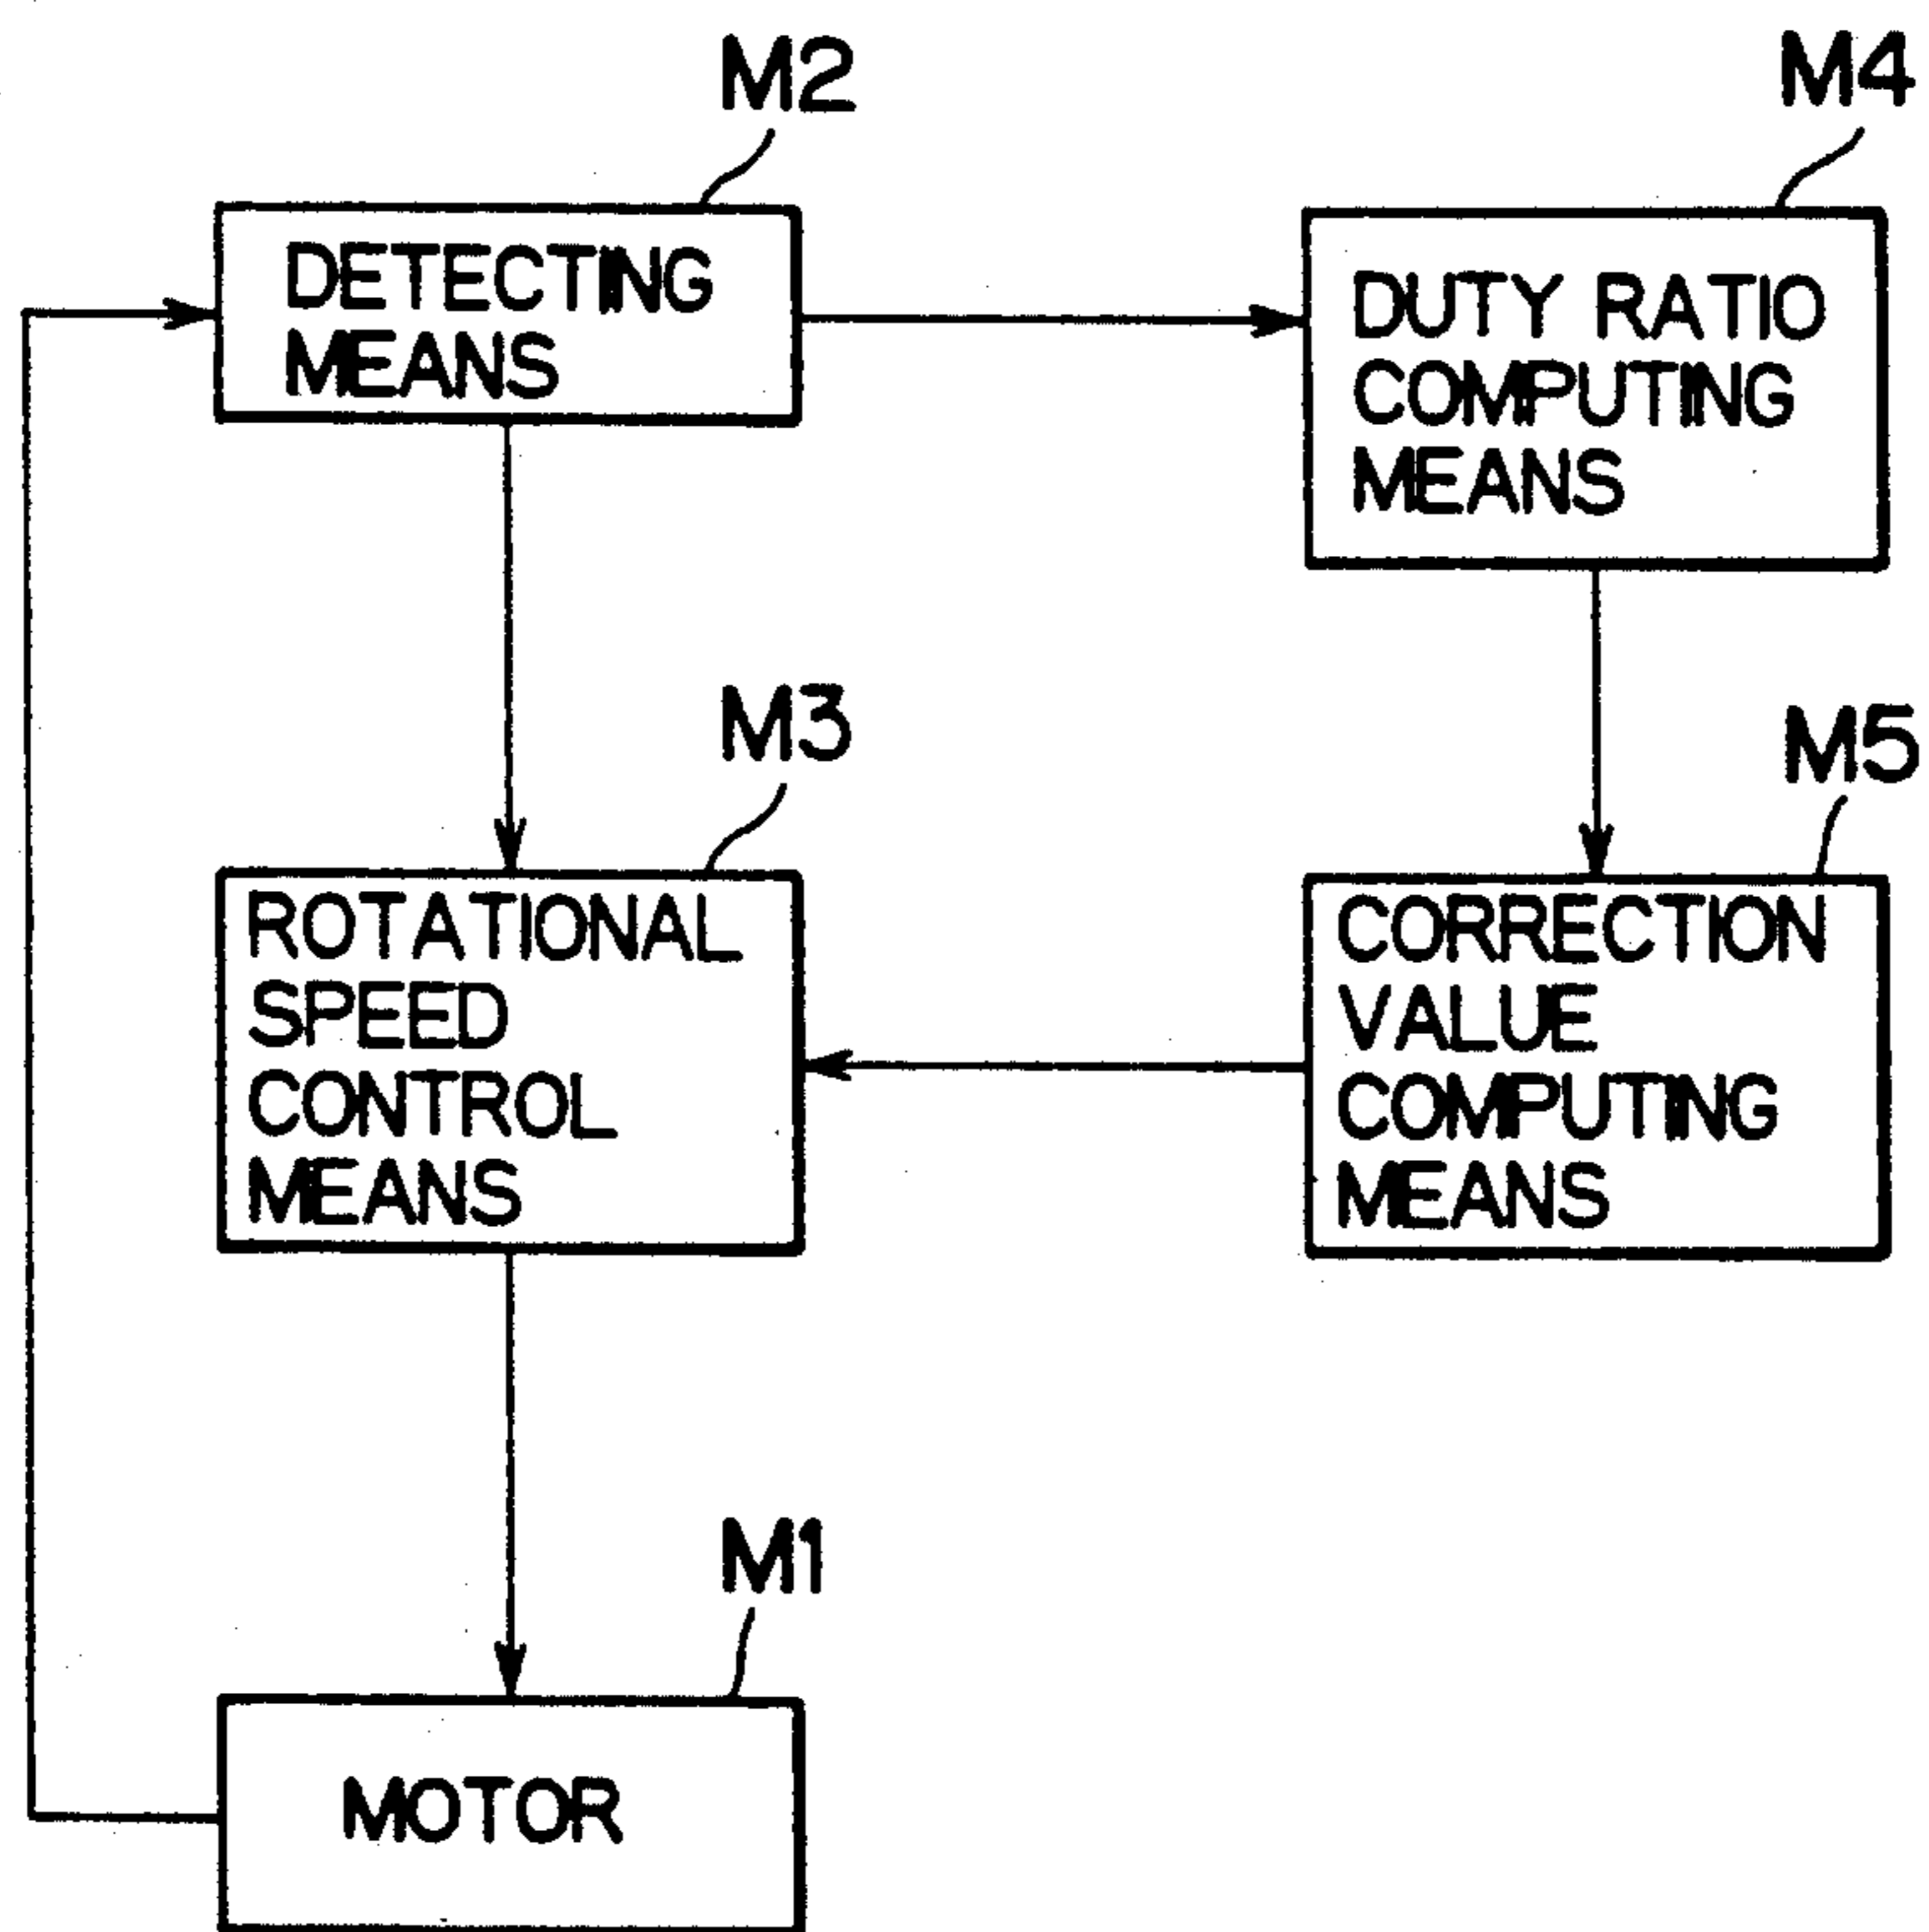 M2
DETECTING
MEANS
M4
DUTY RATIO
COMPUTING
MEANS
M3
ROTATIONAL
SPEED
CONTROL
MEANS
M5
CORRECTION
VALUE
COMPUTING
MEANS
M1
MOTOR